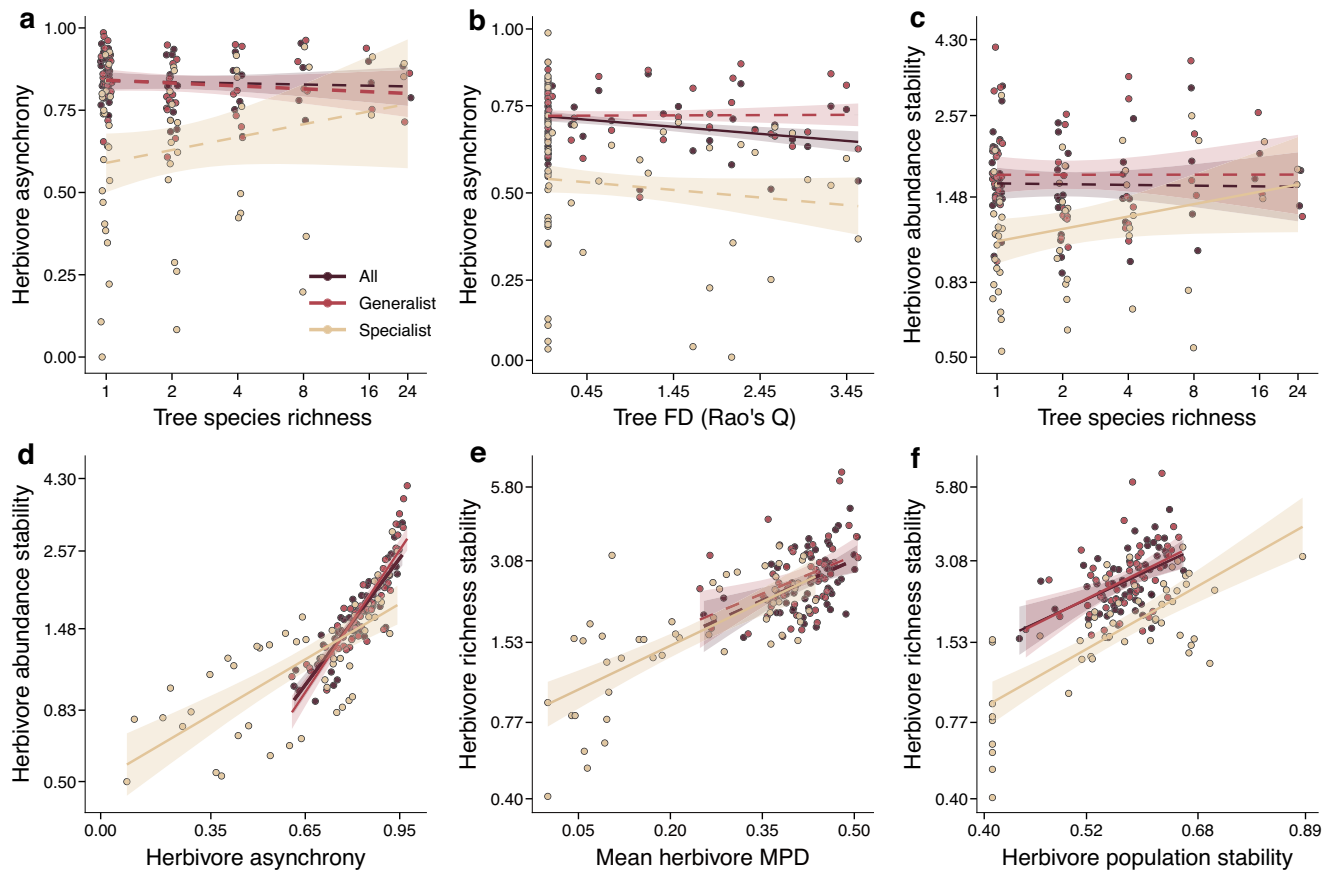 a
1.00
0.75
0.50
0.25
0.00
Herbivore asynchrony
1
2
4
8
16
24
Tree species richness
All
Generalist
Specialist
b
1.00
0.75
0.50
0.25
0.00
Herbivore asynchrony
0.45
1.45
2.45
3.45
Tree FD (Rao's Q)
c
4.30
2.57
1.48
0.83
0.50
Herbivore abundance stability
1
2
4
8
16
24
Tree species richness
d
4.30
2.57
1.48
0.83
0.50
Herbivore abundance stability
0.00
0.35
0.65
0.95
Herbivore asynchrony
e
5.80
3.08
1.53
0.77
0.40
Herbivore richness stability
0.05
0.20
0.35
0.50
Mean herbivore MPD
f
5.80
3.08
1.53
0.77
0.40
Herbivore richness stability
0.40
0.52
0.68
0.89
Herbivore population stability